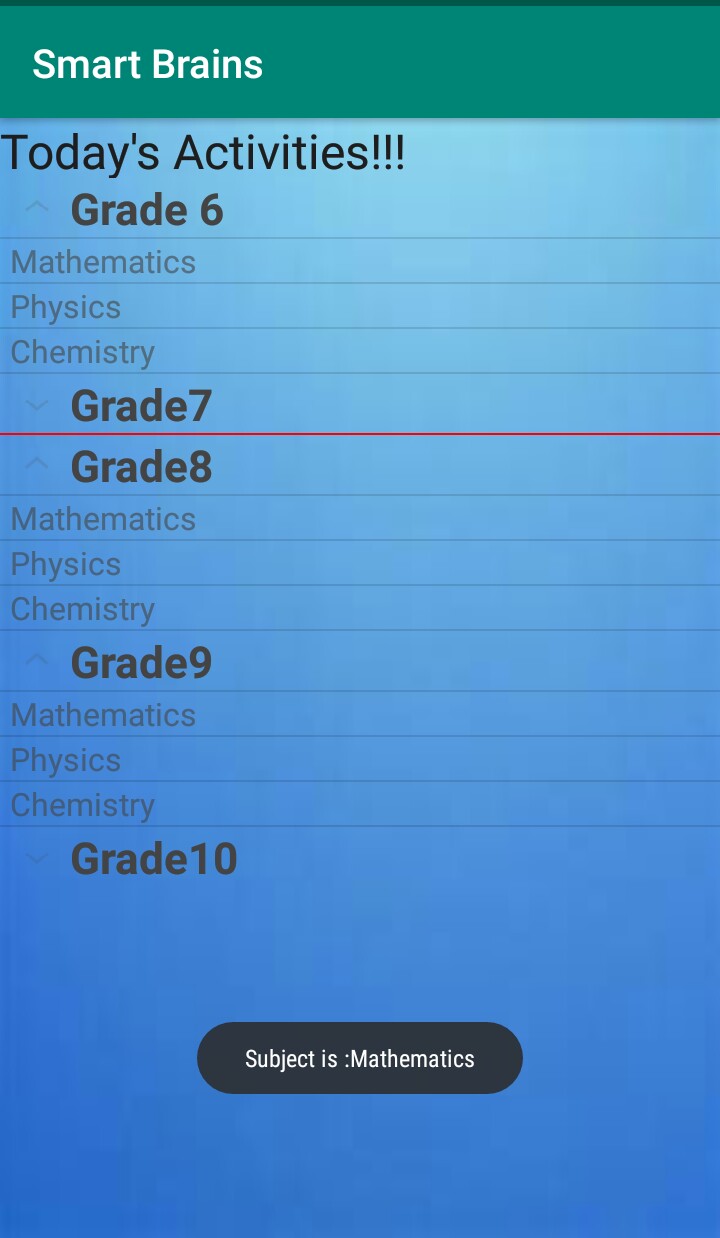 Smart Brains
Today's Activities!!!
Grade 6
Mathematics
Physics
Chemistry
Grade7
Grade8
Mathematics
Physics
Chemistry
Grade9
Mathematics
Physics
Chemistry
Grade10
Subject is :Mathematics